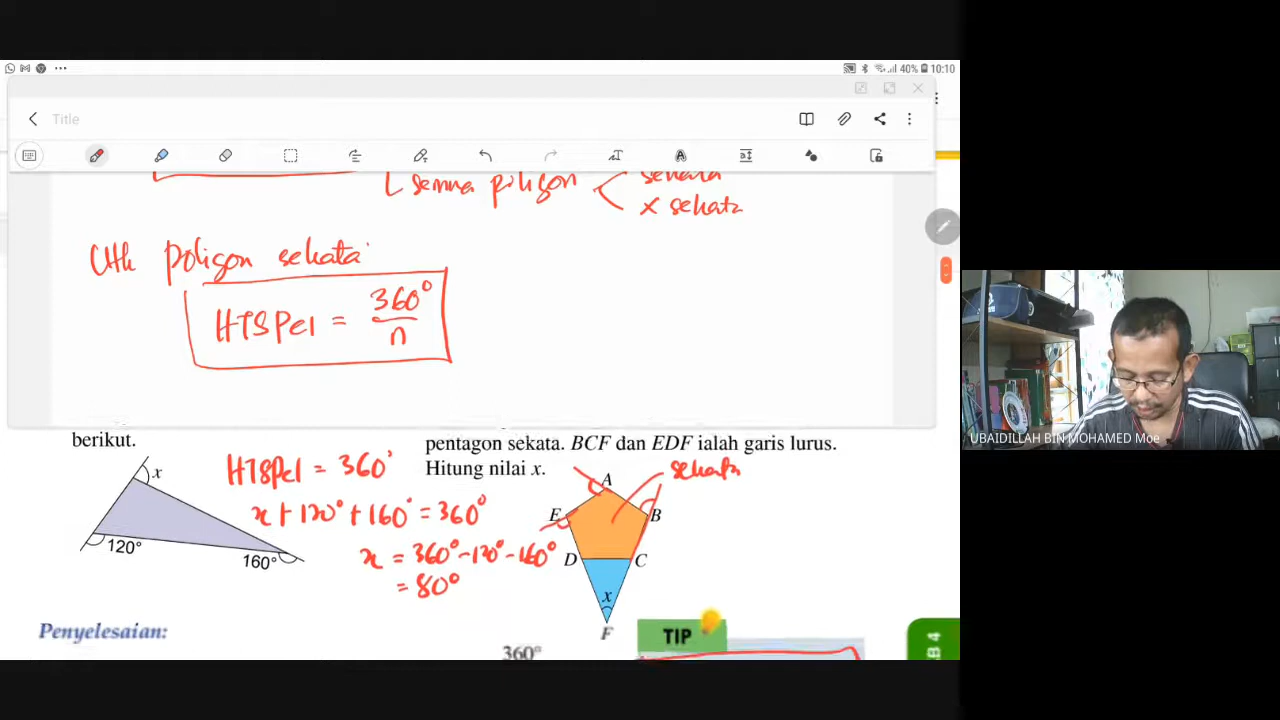 40% 10:10
Title
semua poligon
sekata
x sekata
Utk poligon sekata
HTSPel = 360°
n
berikut.
pentagon sekata. BCF dan EDF ialah garis lurus.
Hitung nilai x.
x
120°
160°
HTSPel = 360°
x + 120° + 160° = 360°
x = 360° - 120° - 160°
= 80°
sekata
A
E
B
D
C
x
F
UBAIDILLAH BIN MOHAMED Moe
Penyelesaian:
TIP
360°
B 4